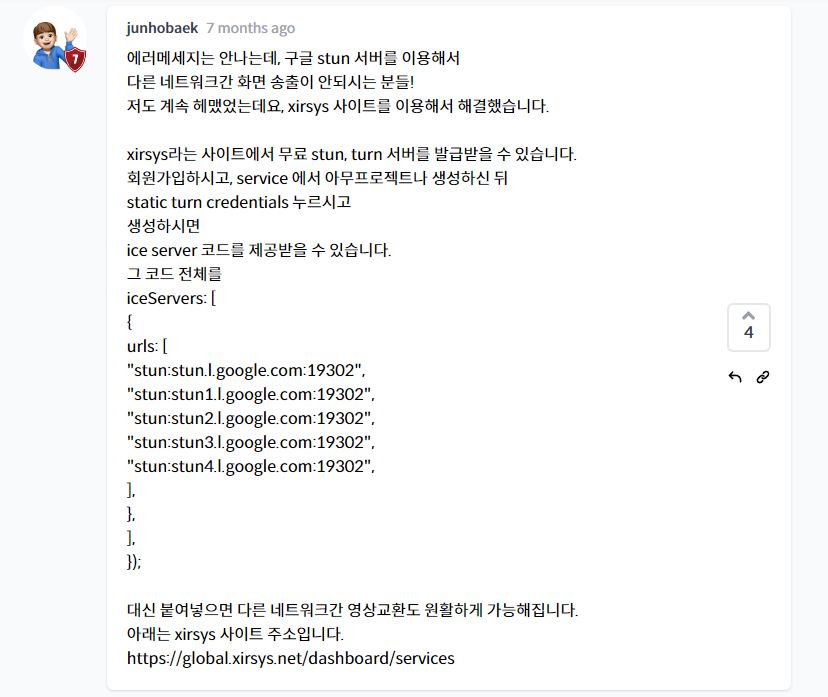 junhobaek 7 months ago
에러메세지는 안나는데, 구글 stun 서버를 이용해서
다른 네트워크간 화면 송출이 안되시는 분들!
저도 계속 헤맸었는데요, xirsys 사이트를 이용해서 해결했습니다.
xirsys라는 사이트에서 무료 stun, turn 서버를 발급받을 수 있습니다.
회원가입하시고, service 에서 아무프로젝트나 생성하신 뒤
static turn credentials 누르시고
생성하시면
ice server 코드를 제공받을 수 있습니다.
그 코드 전체를
iceServers: [
{
urls: [
"stun:stun.l.google.com:19302",
"stun:stun1.l.google.com:19302",
"stun:stun2.l.google.com:19302",
"stun:stun3.l.google.com:19302",
"stun:stun4.l.google.com:19302",
],
},
],
});
대신 붙여넣으면 다른 네트워크간 영상교환도 원활하게 가능해집니다.
아래는 xirsys 사이트 주소입니다.
https://global.xirsys.net/dashboard/services
7
4